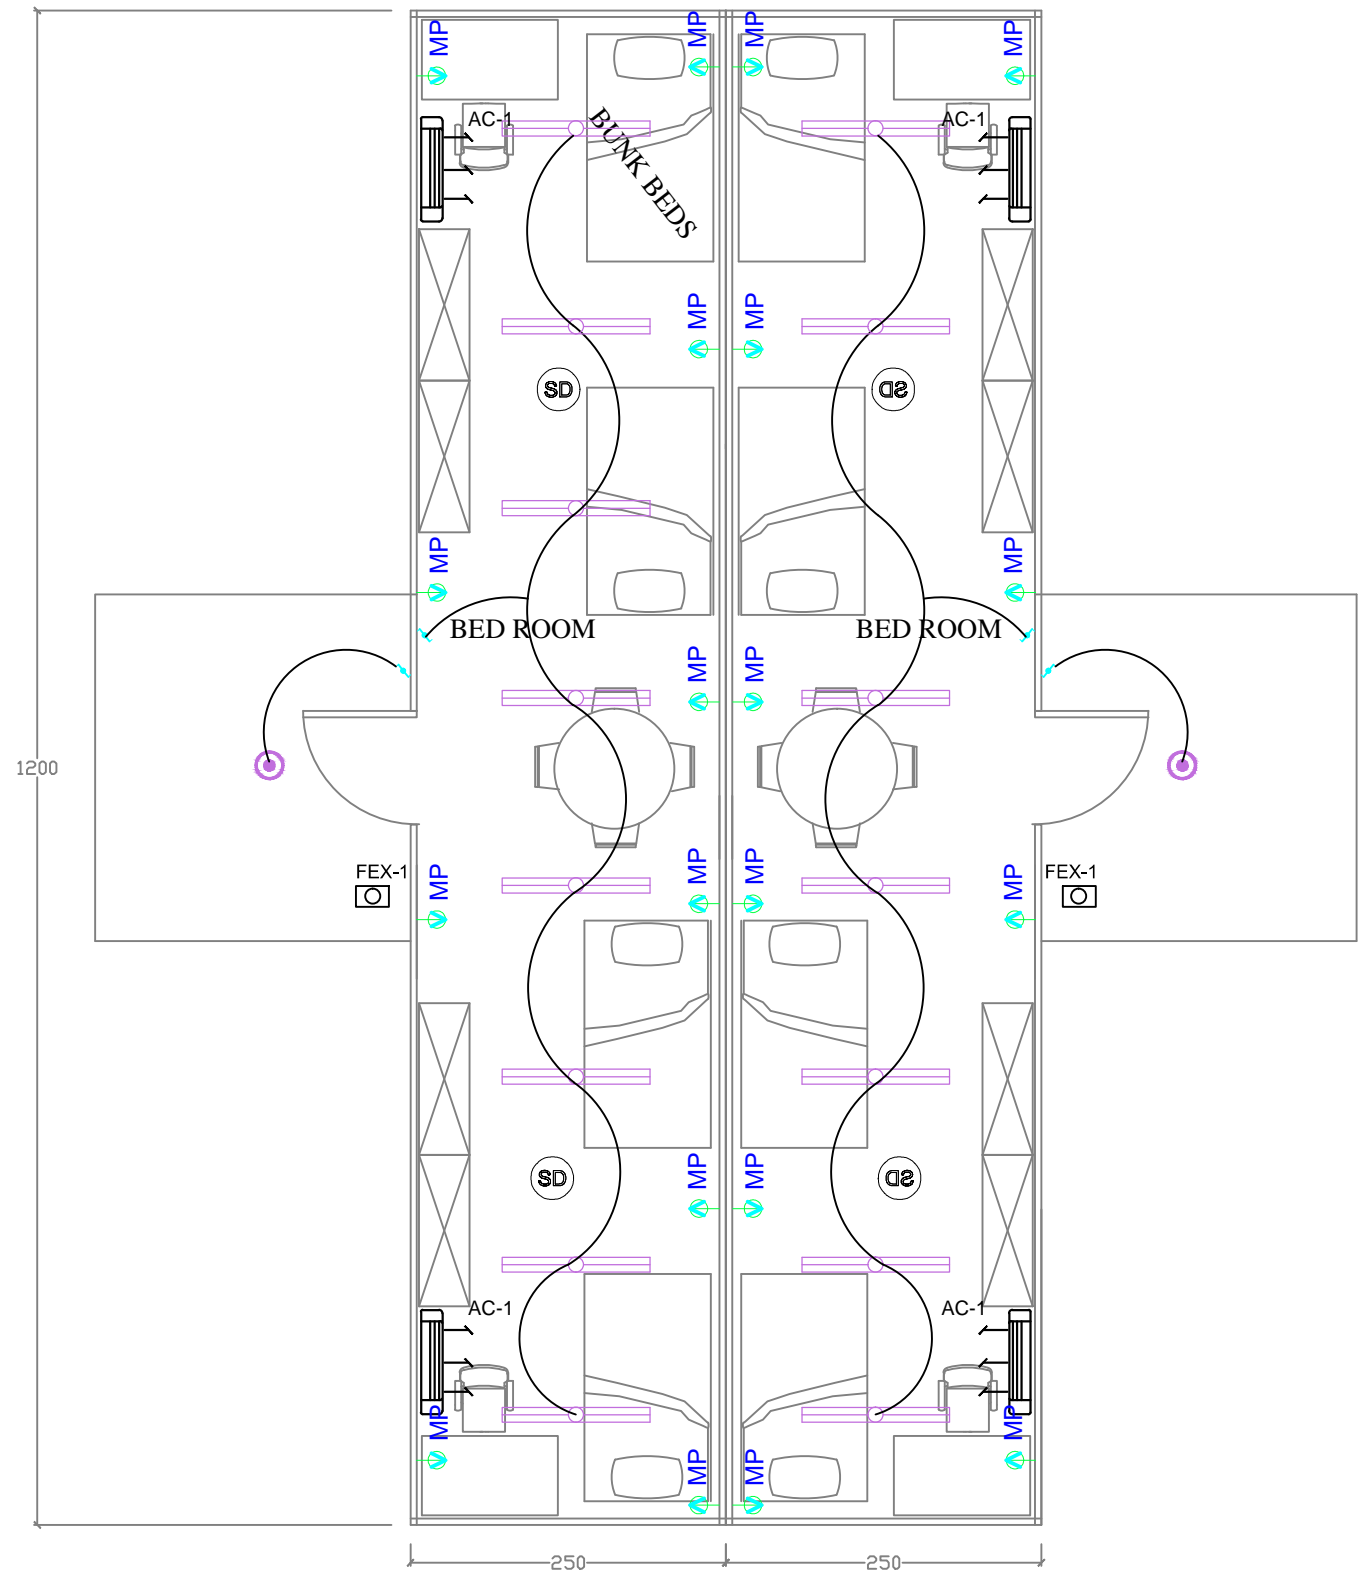 MP MP MP MP
AC-1 AC-1
BUNK BEDS
MP MP
SD SD
MP MP
BED ROOM BED ROOM
MP MP
1200
FEX-1 MP MP MP MP FEX-1
SD MP MP SD
AC-1 AC-1
MP MP
MP MP
250 250